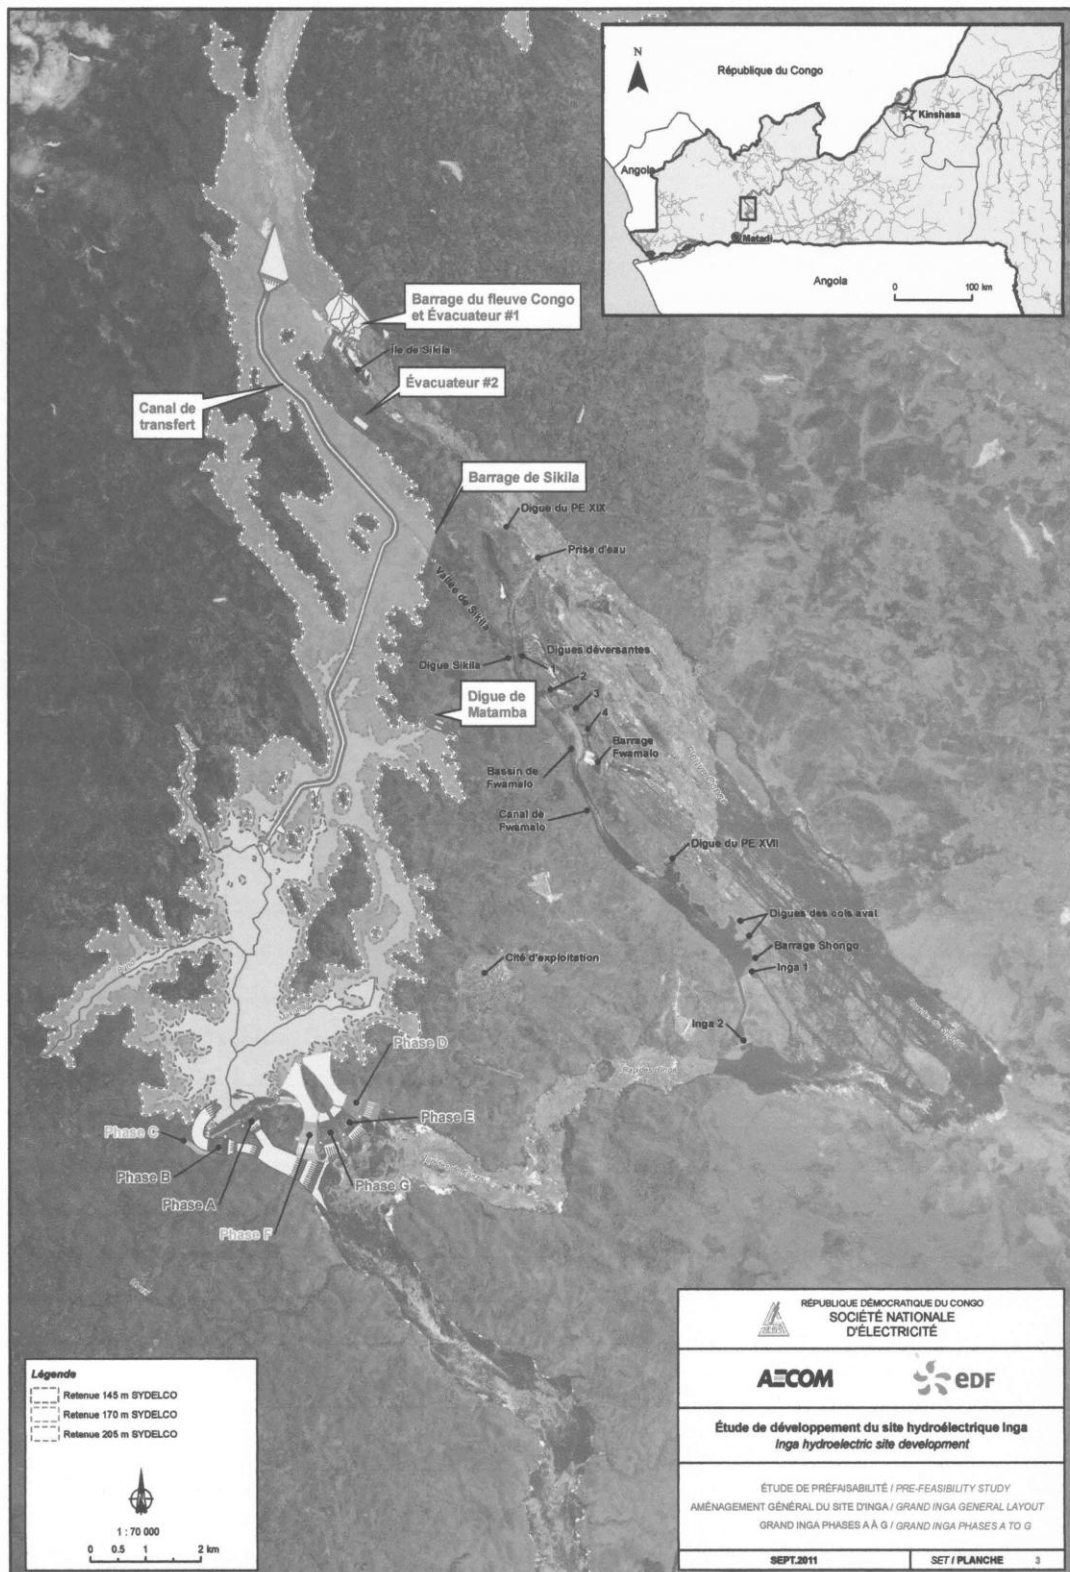 N
République du Congo
Kinshasa
Angola
Matadi
Angola
0 100 km
Barrage du fleuve Congo
et Évacuateur #1
Ile de Sikila
Évacuateur #2
Canal de
transfert
Barrage de Sikila
Digue du PE XIX
Prise d'eau
Vallée de Sikila
Digues déversantes
Digue Sikila
1
2
3
4
Digue de
Matamba
Barrage
Fwamalo
Bassin de
Fwamalo
Canal de
Fwamalo
Digue du PE XVII
Digues des cols aval
Barrage Shongo
Inga 1
Cité d'exploitation
Inga 2
Phase D
Phase E
Phase C
Phase B
Phase A
Phase G
Phase F
Légende
Retenue 145 m SYDELCO
Retenue 170 m SYDELCO
Retenue 205 m SYDELCO
1 : 70 000
0 0.5 1 2 km
RÉPUBLIQUE DÉMOCRATIQUE DU CONGO
SOCIÉTÉ NATIONALE
D'ÉLECTRICITÉ
AECOM
eDF
Étude de développement du site hydroélectrique Inga
Inga hydroelectric site development
ÉTUDE DE PRÉFAISABILITÉ / PRE-FEASIBILITY STUDY
AMÉNAGEMENT GÉNÉRAL DU SITE D'INGA / GRAND INGA GENERAL LAYOUT
GRAND INGA PHASES A À G / GRAND INGA PHASES A TO G
SEPT.2011
SET / PLANCHE 3